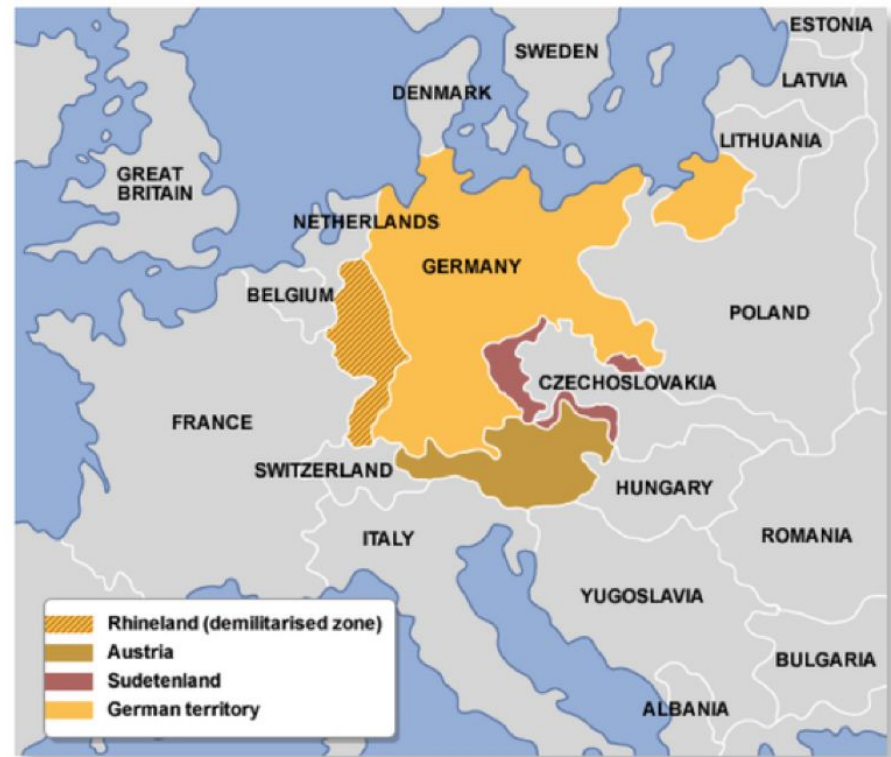 ESTONIA
SWEDEN
LATVIA
DENMARK
LITHUANIA
GREAT
BRITAIN
NETHERLANDS
GERMANY
BELGIUM
POLAND
CZECHOSLOVAKIA
FRANCE
SWITZERLAND
HUNGARY
ITALY
ROMANIA
YUGOSLAVIA
BULGARIA
ALBANIA
Rhineland (demilitarised zone)
Austria
Sudetenland
German territory